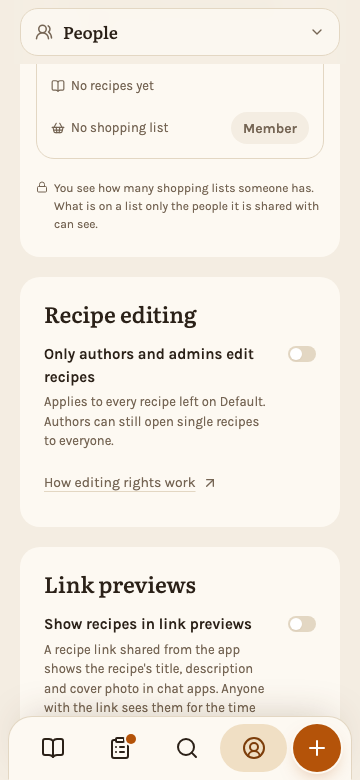 People
No recipes yet
No shopping list
Member
You see how many shopping lists someone has.
What is on a list only the people it is shared with
can see.
Recipe editing
Only authors and admins edit
recipes
Applies to every recipe left on Default.
Authors can still open single recipes
to everyone.
How editing rights work
Link previews
Show recipes in link previews
A recipe link shared from the app
shows the recipe's title, description
and cover photo in chat apps. Anyone
with the link sees them for the time